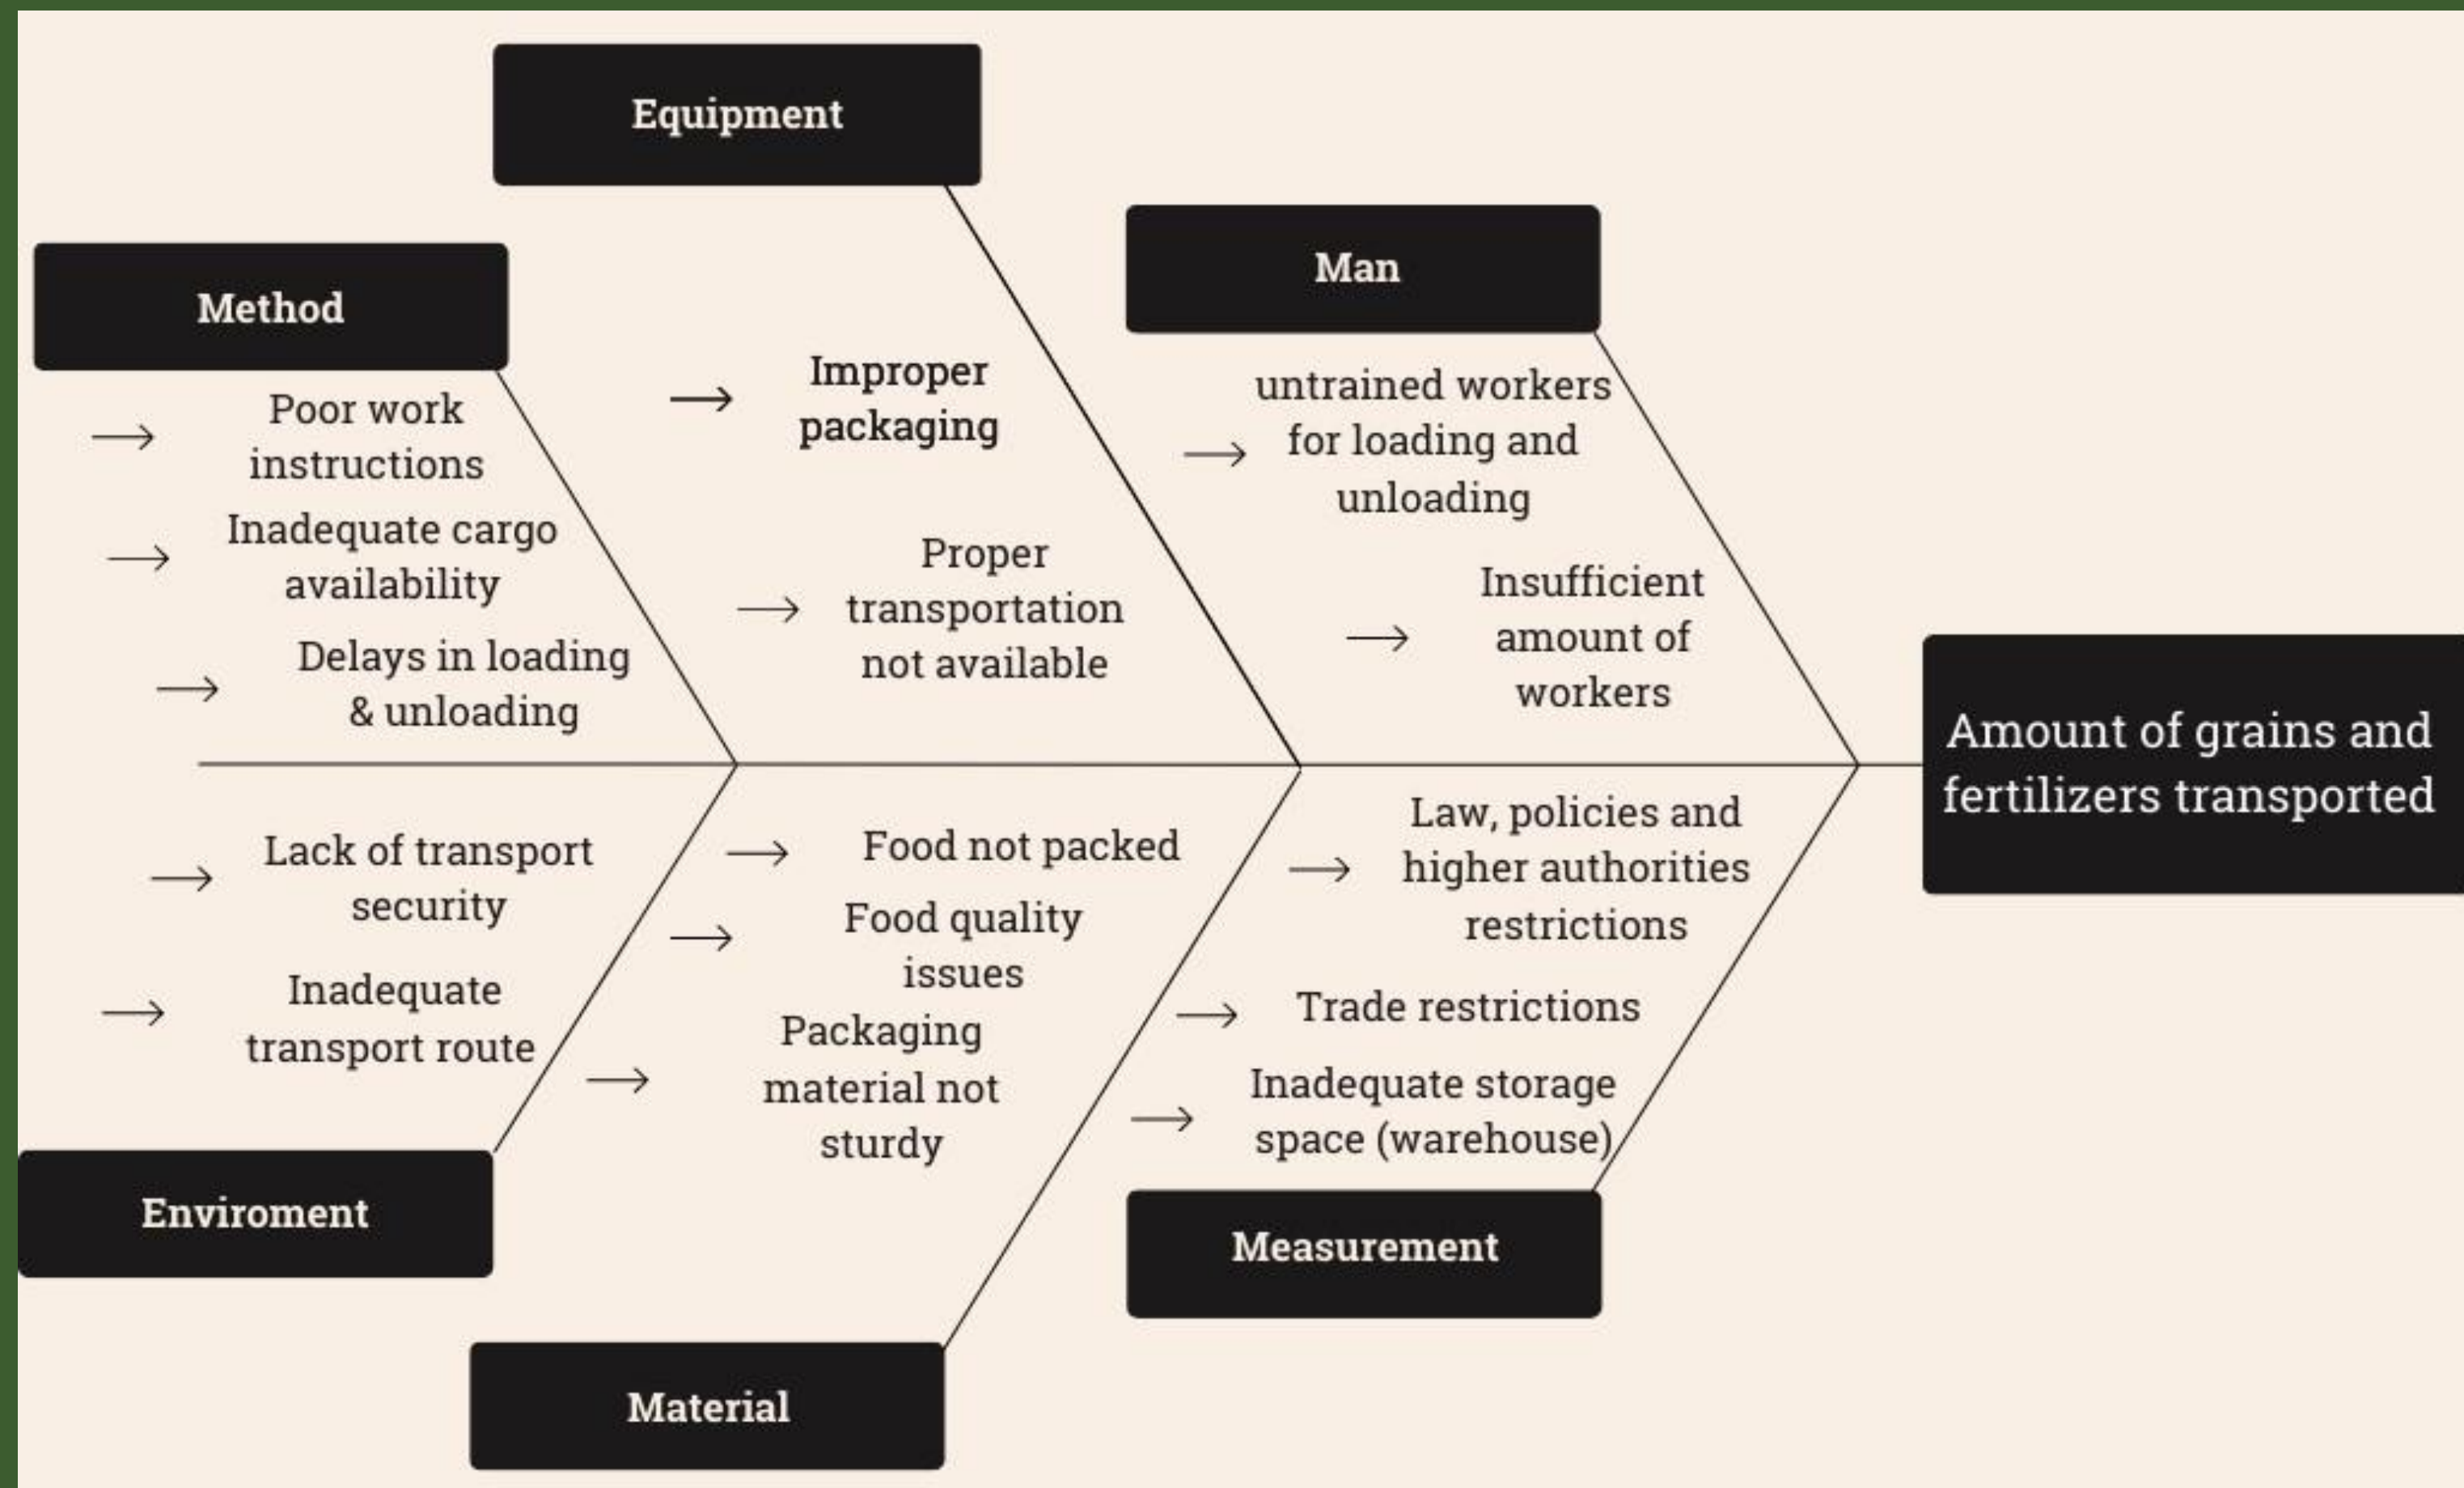 Equipment
Man
Method
Improper
packaging
untrained workers
for loading and
unloading
Poor work
instructions
Inadequate cargo
availability
Delays in loading
& unloading
Proper
transportation
not available
Insufficient
amount of
workers
Amount of grains and
fertilizers transported
Lack of transport
security
Inadequate
transport route
Food not packed
Food quality
issues
Packaging
material not
sturdy
Law, policies and
higher authorities
restrictions
Trade restrictions
Inadequate storage
space (warehouse)
Enviroment
Measurement
Material